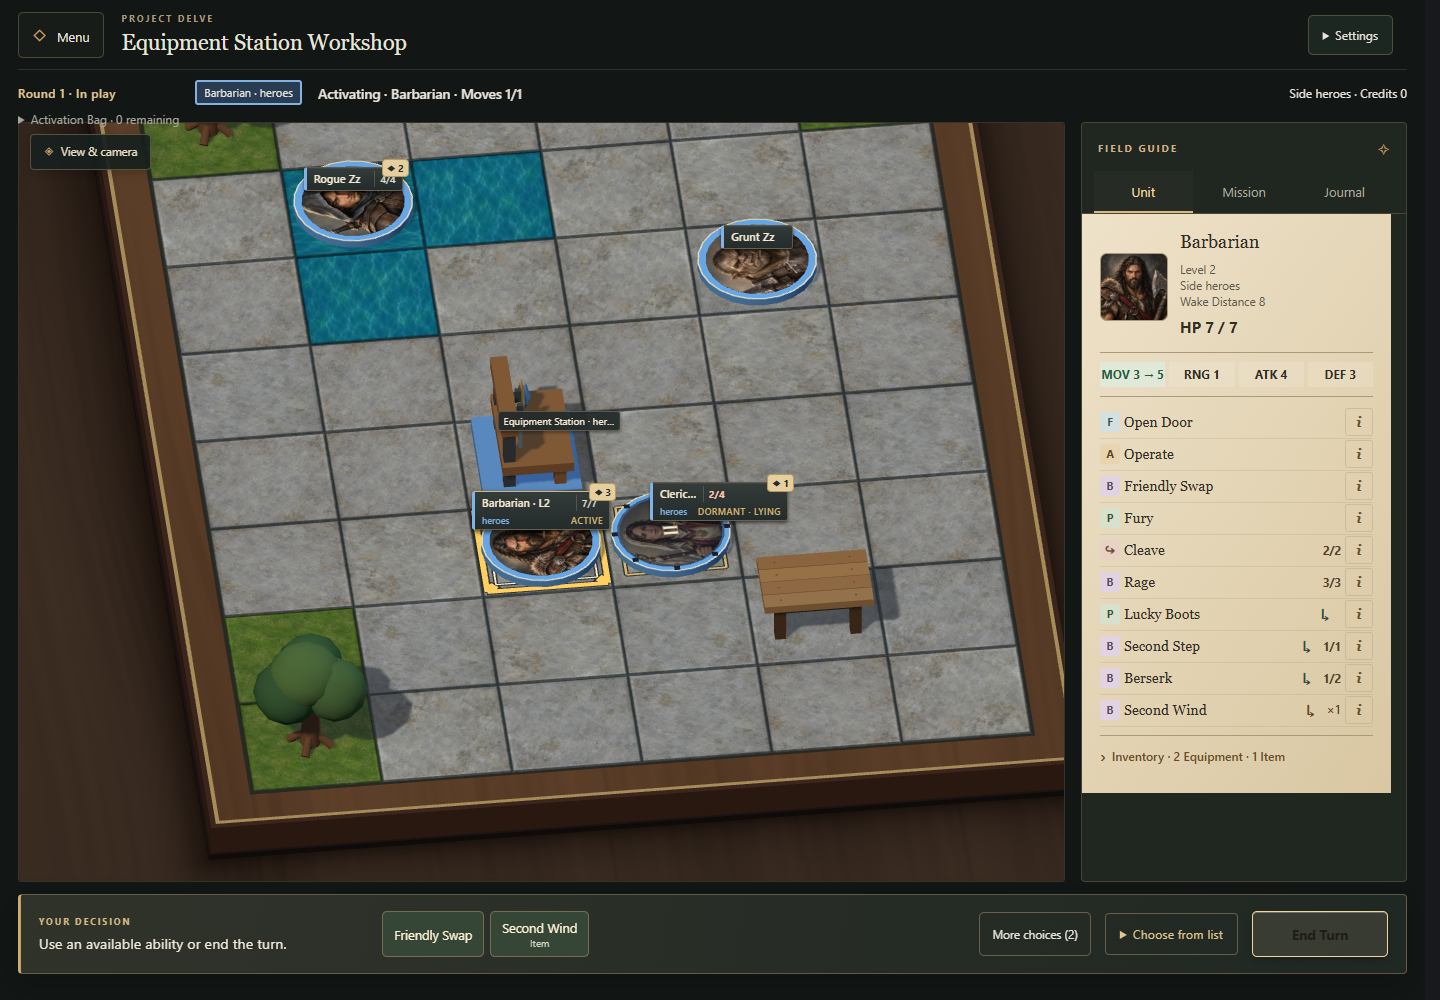 Menu
PROJECT DELVE
Equipment Station Workshop
Settings
Round 1 · In play
Barbarian · heroes
Activating · Barbarian · Moves 1/1
Side heroes · Credits 0
Activation Bag · 0 remaining
View & camera
Rogue Zz 4/4
2
Grunt Zz
Equipment Station · her...
Barbarian · L2 7/7
3
heroes ACTIVE
Cleric... 2/4
1
heroes DORMANT · LYING
FIELD GUIDE
Unit Mission Journal
Barbarian
Level 2
Side heroes
Wake Distance 8
HP 7 / 7
MOV 3 → 5 RNG 1 ATK 4 DEF 3
F Open Door i
A Operate i
B Friendly Swap i
P Fury i
Cleave 2/2 i
B Rage 3/3 i
P Lucky Boots i
B Second Step 1/1 i
B Berserk 1/2 i
B Second Wind ×1 i
Inventory · 2 Equipment · 1 Item
YOUR DECISION
Use an available ability or end the turn.
Friendly Swap
Second Wind
Item
More choices (2)
Choose from list
End Turn